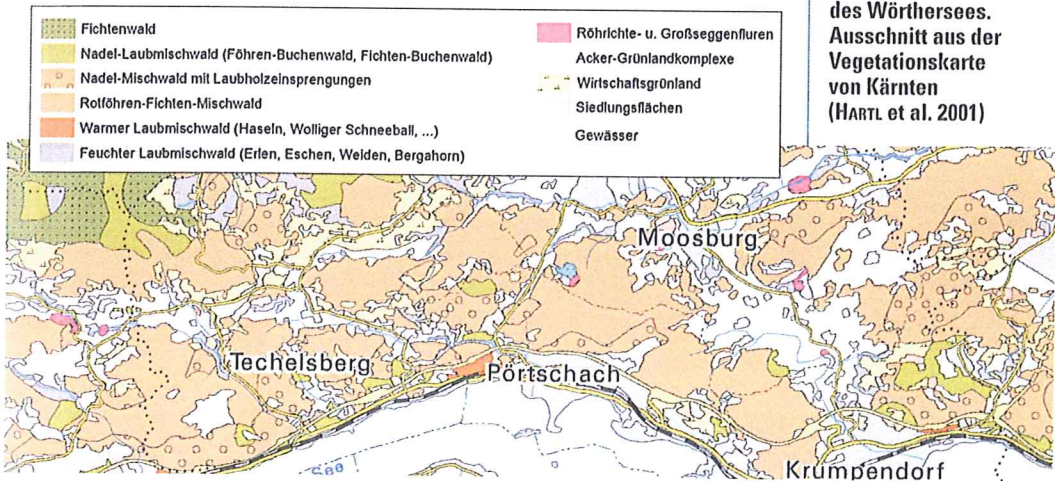 Fichtenwald
Nadel-Laubmischwald (Föhren-Buchenwald, Fichten-Buchenwald)
Nadel-Mischwald mit Laubholzeinsprengungen
Rotföhren-Fichten-Mischwald
Warmer Laubmischwald (Haseln, Wolliger Schneeball, ...)
Feuchter Laubmischwald (Erlen, Eschen, Weiden, Bergahorn)
Röhrichte- u. Großseggenfluren
Acker-Grünlandkomplexe
Wirtschaftsgrünland
Siedlungsflächen
Gewässer
des Wörthersees.
Ausschnitt aus der
Vegetationskarte
von Kärnten
(HARTL et al. 2001)
Moosburg
Techelsberg
Pörtschach
Krumpendorf